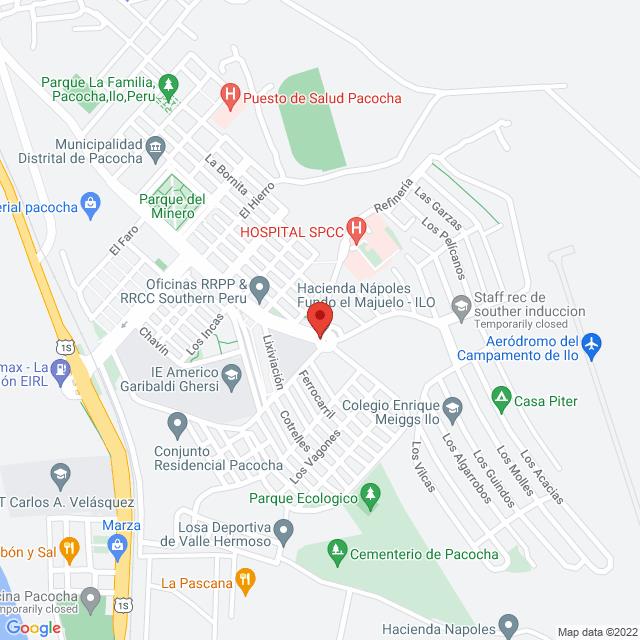 Parque La Familia,
Pacocha,Ilo,Peru
H
Puesto de Salud Pacocha
Municipalidad
Distrital de Pacocha
La Bornita
El Hierro
Refinería
Las Garzas
Los Pelícanos
Parque del
Minero
erial pacocha
El Faro
HOSPITAL SPCC
H
Oficinas RRPP &
RRCC Southern
Peru
Hacienda Nápoles
Fundo el Majuelo - ILO
Staff rec de
souther induccion
Temporarily closed
Aeródromo del
Campamento de Ilo
Chavín
Los Incas
Lixiviación
1S
max - La
ión EIRL
IE Americo
Garibaldi Ghersi
Ferrocarril
Cotrelles
Los Vagones
Colegio Enrique
Meiggs Ilo
Casa Piter
Conjunto
Residencial Pacocha
Los Vilcas
Los Algarrobos
Los Guindos
Los Molles
Los Acacias
T Carlos A. Velásquez
Parque Ecologico
Marza
Losa Deportiva
de Valle Hermoso
bón y Sal
Cementerio de Pacocha
La Pascana
cina Pacocha
emporarily closed
1S
Google
Hacienda Napoles
Map data ©2022